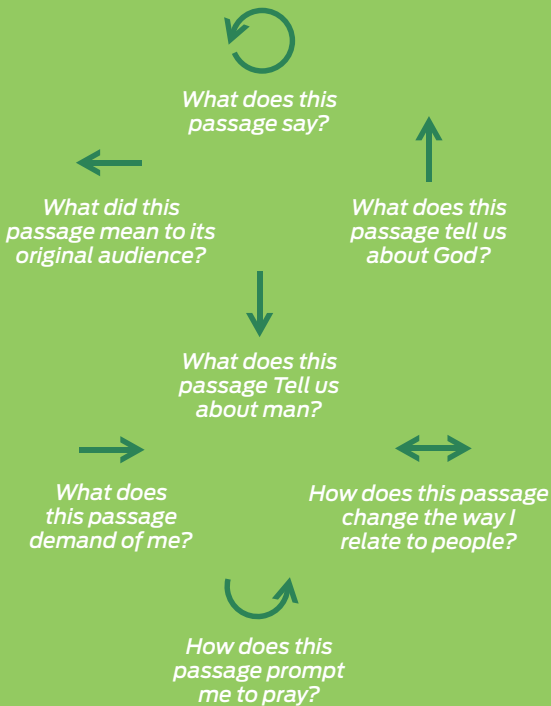 What does this
passage say?
What did this
passage mean to its
original audience?
What does this
passage tell us
about God?
What does this
passage Tell us
about man?
What does
this passage
demand of me?
How does this passage
change the way I
relate to people?
How does this
passage prompt
me to pray?